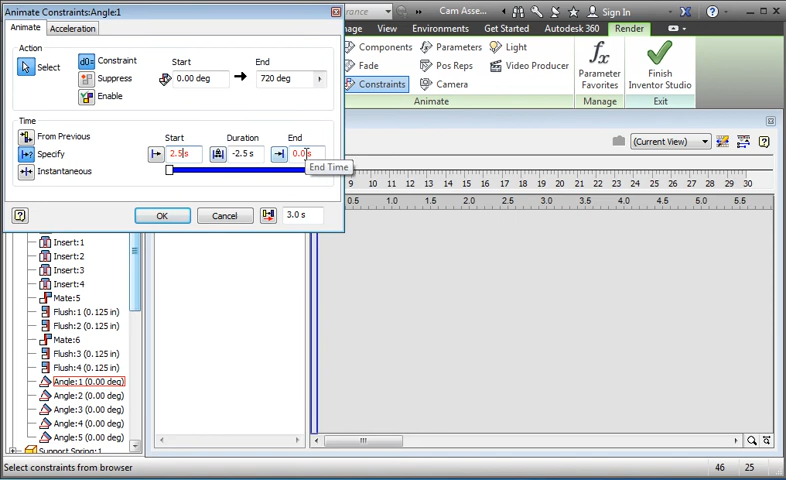 Animate Constraints:Angle:1
Cam Asse...
Sign In
Animate
Acceleration
Environments
Get Started
Autodesk 360
Render
Action
Select
Constraint
Suppress
Enable
Start
End
0.00 deg
720 deg
Components
Parameters
Light
Fade
Pos Reps
Video Producer
Constraints
Camera
Parameter
Favorites
Finish
Inventor Studio
Animate
Manage
Exit
Time
From Previous
Specify
Instantaneous
Start
Duration
End
2.5 s
-2.5 s
0.0 s
End Time
(Current View)
OK
Cancel
3.0 s
9 10 11 12 13 14 15 16 17 18 19 20 21 22 23 24 25 26 27 28 29 30
0.5 1.0 1.5 2.0 2.5 3.0 3.5 4.0 4.5 5.0 5.5 6.0
Insert:1
Insert:2
Insert:3
Insert:4
Mate:5
Flush:1 (0.125 in)
Flush:2 (0.125 in)
Mate:6
Flush:3 (0.125 in)
Flush:4 (0.125 in)
Angle:1 (0.00 deg)
Angle:2 (0.00 deg)
Angle:3 (0.00 deg)
Angle:4 (0.00 deg)
Angle:5 (0.00 deg)
Support Spring:1
Select constraints from browser
46 25